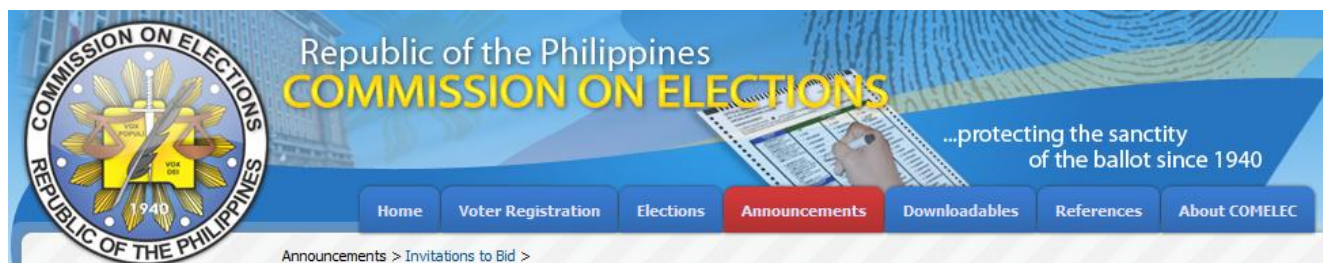 COMMISSION ON ELECTIONS
REPUBLIC OF THE PHILIPPINES
VOX
POPULI
VOX
DEI
1940
Republic of the Philippines
COMMISSION ON ELECTIONS
...protecting the sanctity
of the ballot since 1940
Home Voter Registration Elections Announcements Downloadables References About COMELEC
Announcements > Invitations to Bid >